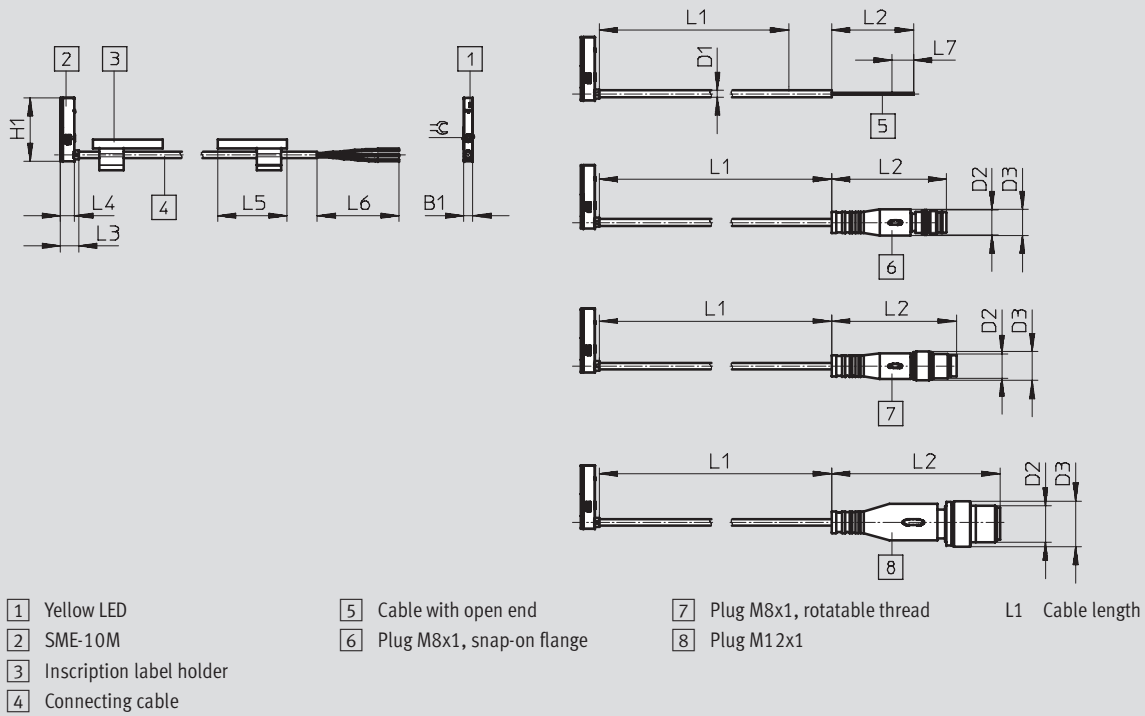 2
3
1
H1
L4
L3
4
L5
L6
B1
L1
L2
L7
D1
5
L1
L2
D2
D3
6
L1
L2
D2
D3
7
L1
L2
D2
D3
8
1 Yellow LED
2 SME-10M
3 Inscription label holder
4 Connecting cable
5 Cable with open end
6 Plug M8x1, snap-on flange
7 Plug M8x1, rotatable thread
8 Plug M12x1
L1 Cable length